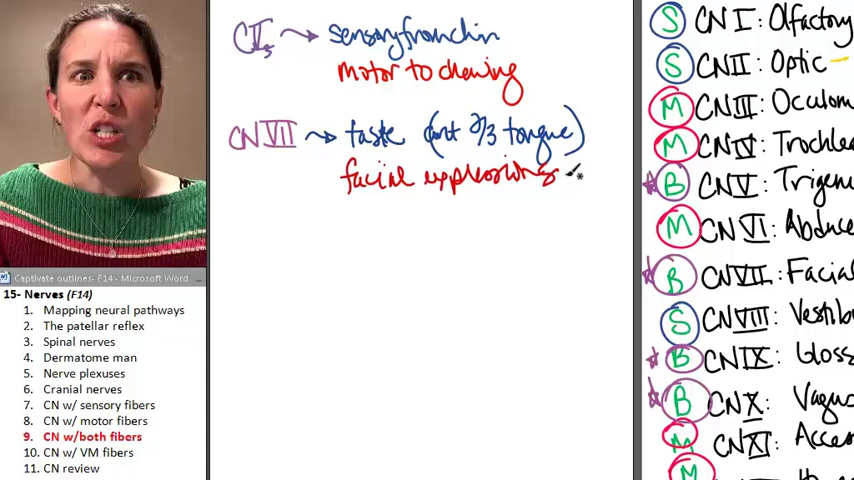 sensory from chin
motor to chewing
CN VII → taste (ant 2/3 tongue)
facial expressions
S CN I: Olfactory
S CN II: Optic
M CN III: Oculom
M CN IV: Trochle
B CN V: Trigem
M CN VI: Abduce
B CN VII: Facial
S CN VIII: Vestib
B CN IX: Gloss
B CN X: Vagus
M CN XI: Acces
M
Captivate outlines- F14 - Microsoft Word
15- Nerves (F14)
1. Mapping neural pathways
2. The patellar reflex
3. Spinal nerves
4. Dermatome man
5. Nerve plexuses
6. Cranial nerves
7. CN w/ sensory fibers
8. CN w/ motor fibers
9. CN w/both fibers
10. CN w/ VM fibers
11. CN review